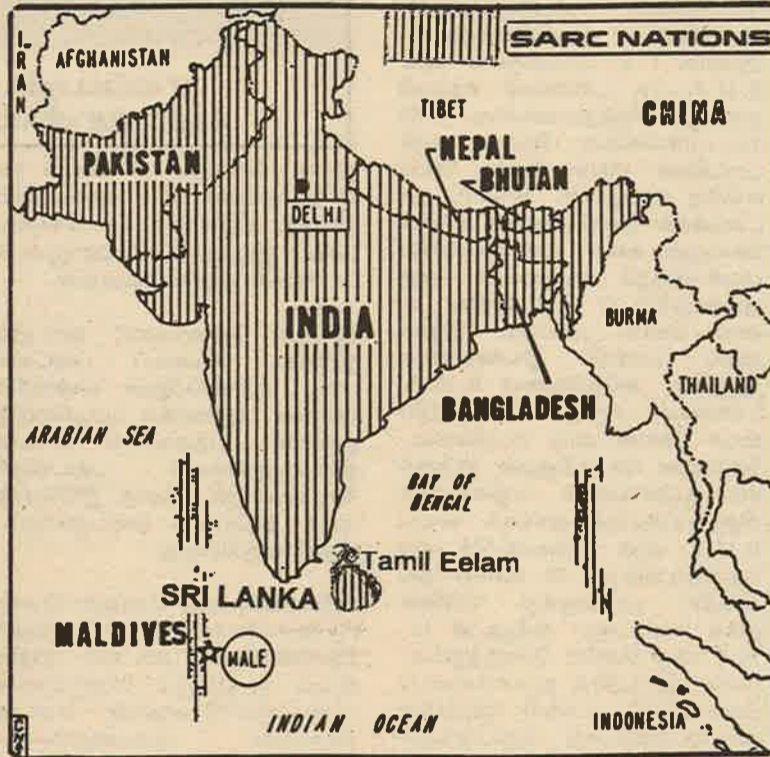 SARC NATIONS
IRAN
AFGHANISTAN
TIBET
CHINA
PAKISTAN
NEPAL
BHUTAN
DELHI
INDIA
BURMA
THAILAND
BANGLADESH
ARABIAN SEA
BAY OF
BENGAL
Tamil Eelam
SRI LANKA
MALDIVES
MALE
INDIAN OCEAN
INDONESIA